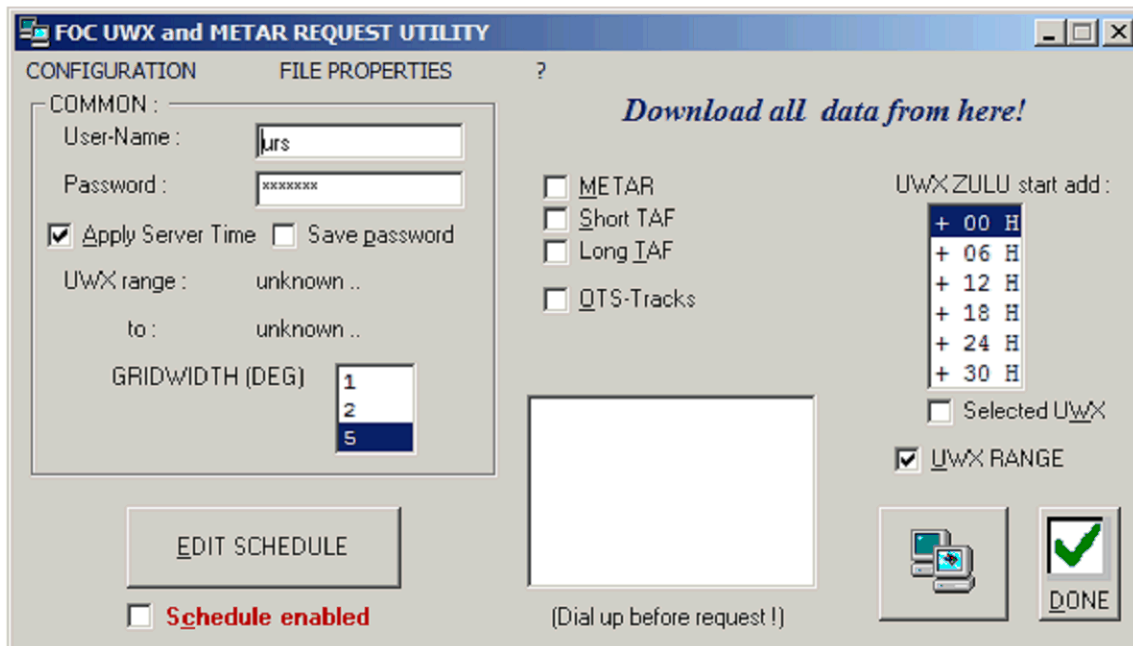 FOC UWX and METAR REQUEST UTILITY
CONFIGURATION FILE PROPERTIES ?
COMMON :
User-Name : urs
Password : xxxxxxx
Apply Server Time Save password
UWX range : unknown ..
to : unknown ..
GRIDWIDTH (DEG)
1
2
5
EDIT SCHEDULE
Schedule enabled
Download all data from here!
METAR
Short TAF
Long TAF
OTS-Tracks
(Dial up before request !)
UWX ZULU start add :
+ 00 H
+ 06 H
+ 12 H
+ 18 H
+ 24 H
+ 30 H
Selected UWX
UWX RANGE
DONE